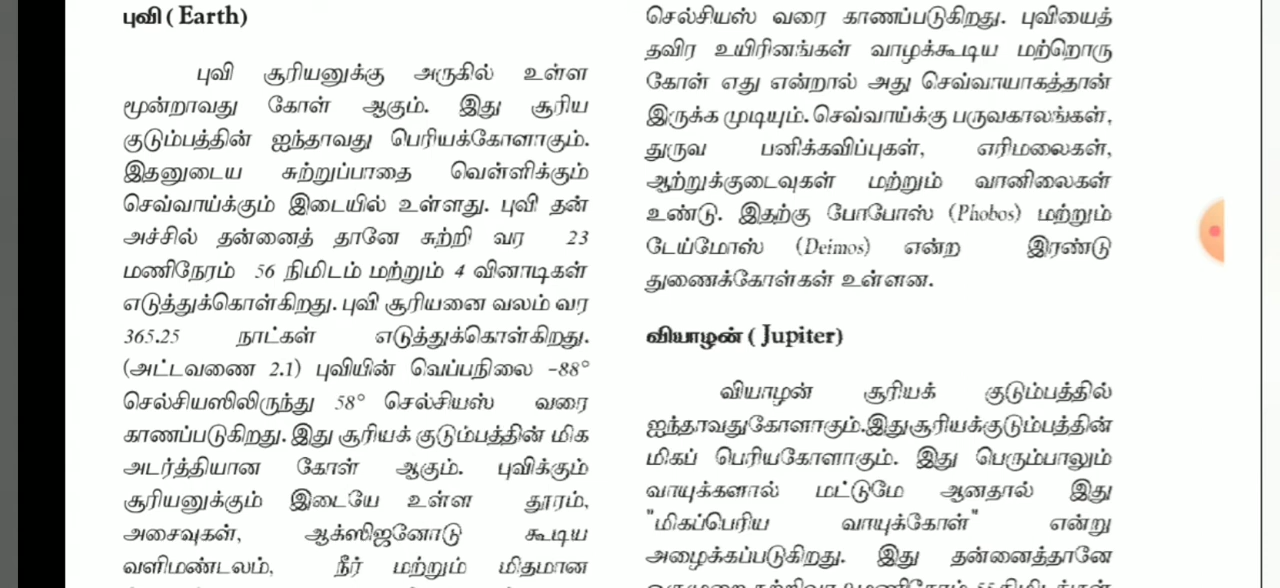 புவி ( Earth)
புவி சூரியனுக்கு அருகில் உள்ள
மூன்றாவது கோள் ஆகும். இது சூரிய
குடும்பத்தின் ஐந்தாவது பெரியக்கோளாகும்.
இதனுடைய சுற்றுப்பாதை வெள்ளிக்கும்
செவ்வாய்க்கும் இடையில் உள்ளது. புவி தன்
அச்சில் தன்னைத் தானே சுற்றி வர 23
மணிநேரம் 56 நிமிடம் மற்றும் 4 வினாடிகள்
எடுத்துக்கொள்கிறது. புவி சூரியனை வலம் வர
365.25 நாட்கள் எடுத்துக்கொள்கிறது.
(அட்டவணை 2.1) புவியின் வெப்பநிலை -88°
செல்சியஸிலிருந்து 58° செல்சியஸ் வரை
காணப்படுகிறது. இது சூரியக் குடும்பத்தின் மிக
அடர்த்தியான கோள் ஆகும். புவிக்கும்
சூரியனுக்கும் இடையே உள்ள தூரம்,
அசைவுகள், ஆக்ஸிஜனோடு கூடிய
வளிமண்டலம், நீர் மற்றும் மிதமான
செல்சியஸ் வரை காணப்படுகிறது. புவியைத்
தவிர உயிரினங்கள் வாழக்கூடிய மற்றொரு
கோள் எது என்றால் அது செவ்வாயாகத்தான்
இருக்க முடியும். செவ்வாய்க்கு பருவகாலங்கள்,
துருவ பனிக்கவிப்புகள், எரிமலைகள்,
ஆற்றுக்குடைவுகள் மற்றும் வானிலைகள்
உண்டு. இதற்கு போபோஸ் (Phobos) மற்றும்
டேய்மோஸ் (Deimos) என்ற இரண்டு
துணைக்கோள்கள் உள்ளன.
வியாழன் ( Jupiter)
வியாழன் சூரியக் குடும்பத்தில்
ஐந்தாவதுகோளாகும்.இதுசூரியக்குடும்பத்தின்
மிகப் பெரியகோளாகும். இது பெரும்பாலும்
வாயுக்களால் மட்டுமே ஆனதால் இது
"மிகப்பெரிய வாயுக்கோள்" என்று
அழைக்கப்படுகிறது. இது தன்னைத்தானே